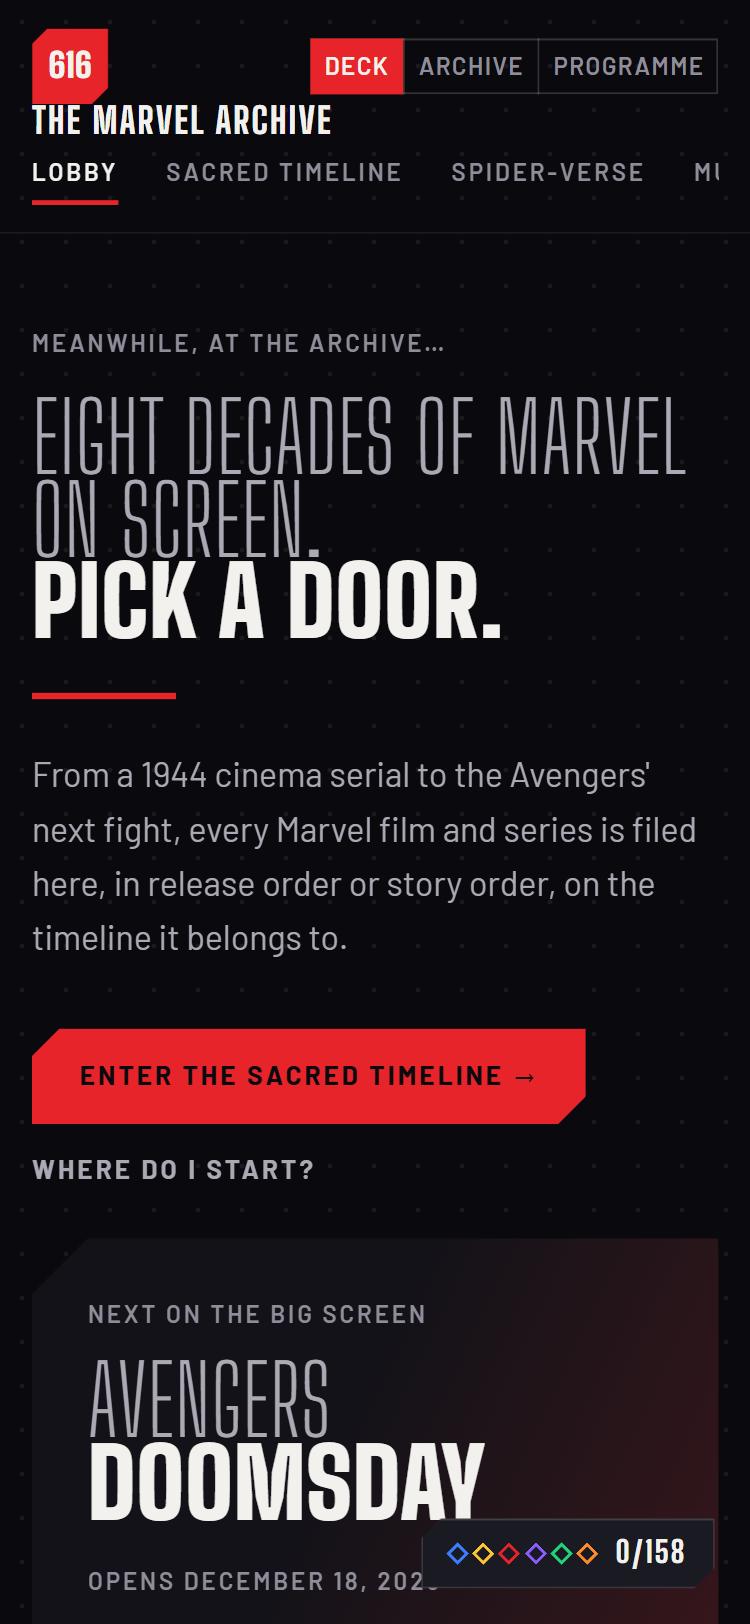 616
DECK ARCHIVE PROGRAMME
THE MARVEL ARCHIVE
LOBBY SACRED TIMELINE SPIDER-VERSE
MEANWHILE, AT THE ARCHIVE…
EIGHT DECADES OF MARVEL
ON SCREEN.
PICK A DOOR.
From a 1944 cinema serial to the Avengers'
next fight, every Marvel film and series is filed
here, in release order or story order, on the
timeline it belongs to.
ENTER THE SACRED TIMELINE →
WHERE DO I START?
NEXT ON THE BIG SCREEN
AVENGERS
DOOMSDAY
0/158
OPENS DECEMBER 18,